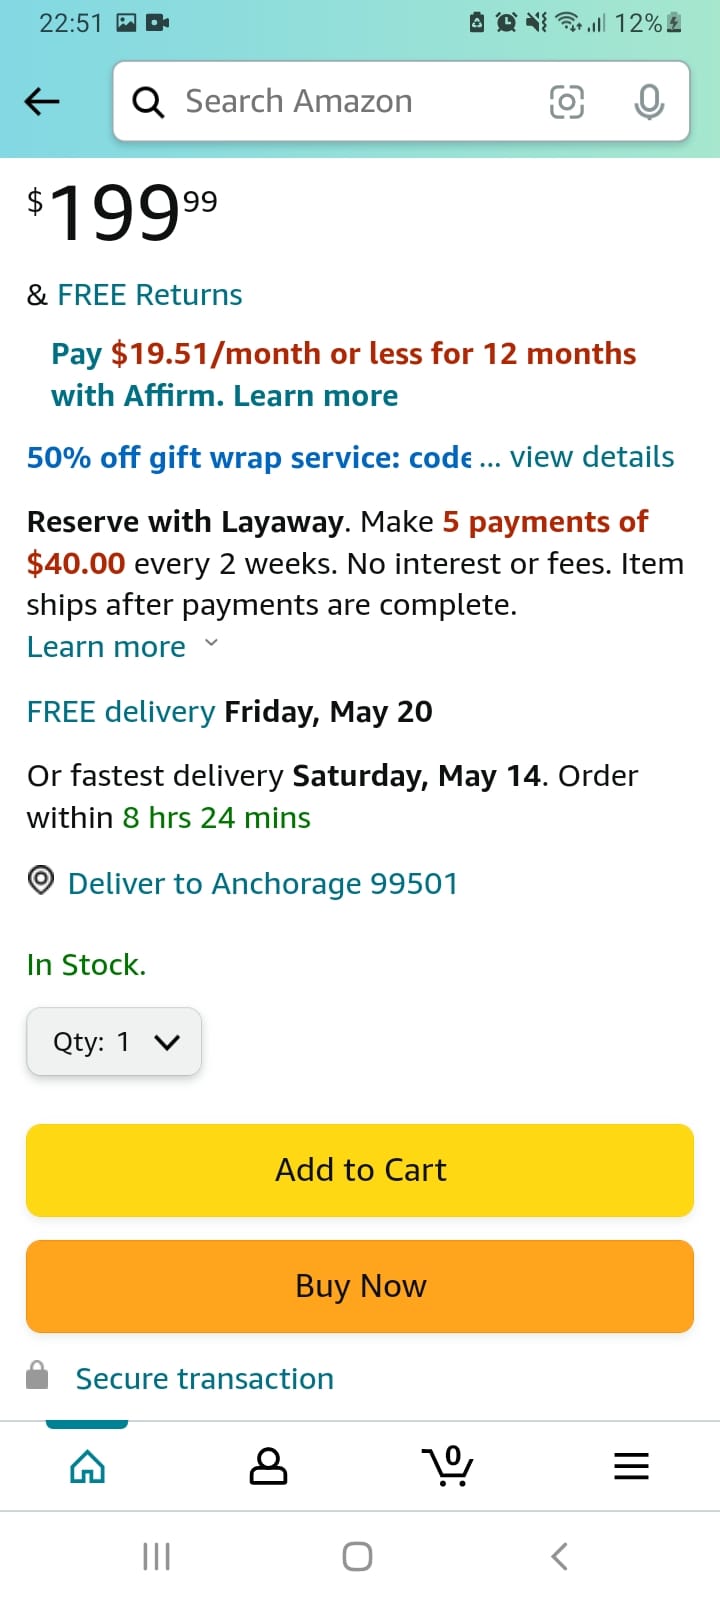 22:51 12%
Search Amazon
$199 99
& FREE Returns
Pay $19.51/month or less for 12 months
with Affirm. Learn more
50% off gift wrap service: code ... view details
Reserve with Layaway. Make 5 payments of
$40.00 every 2 weeks. No interest or fees. Item
ships after payments are complete.
Learn more
FREE delivery Friday, May 20
Or fastest delivery Saturday, May 14. Order
within 8 hrs 24 mins
Deliver to Anchorage 99501
In Stock.
Qty: 1
Add to Cart
Buy Now
Secure transaction
0